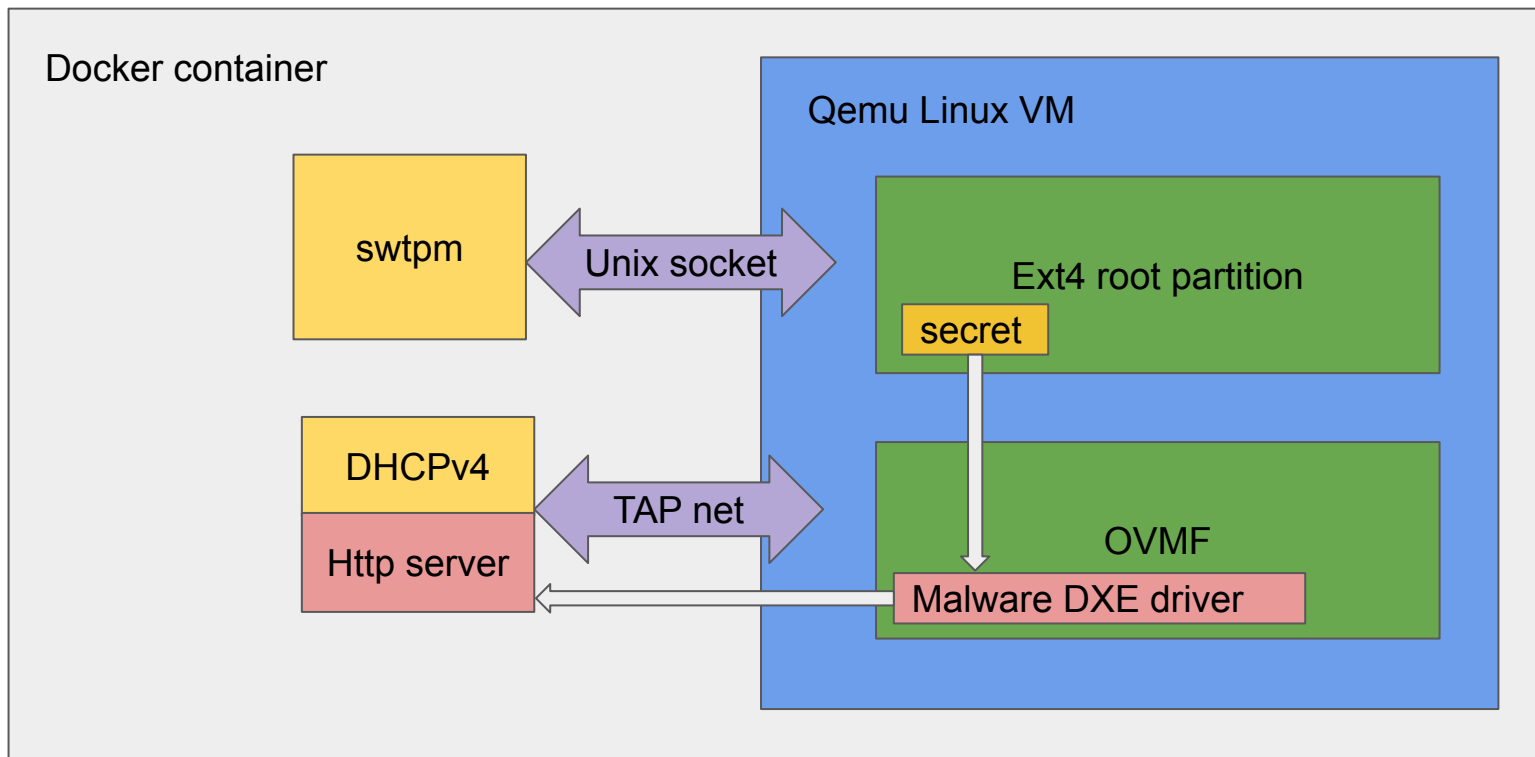 Docker container
Qemu Linux VM
swtpm
Unix socket
Ext4 root partition
secret
DHCPv4
TAP net
Http server
OVMF
Malware DXE driver